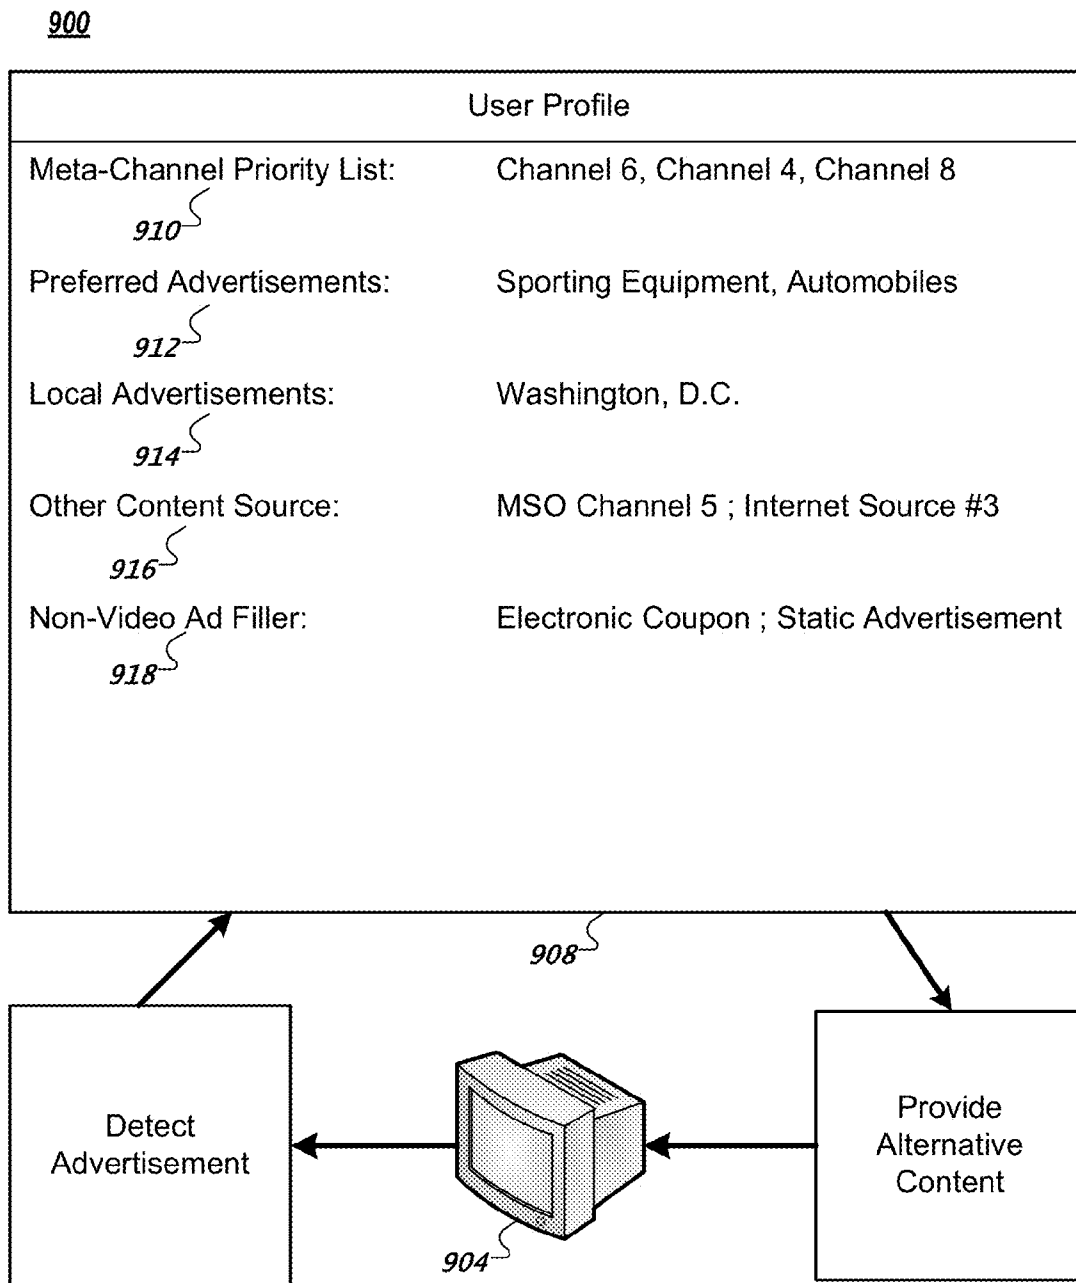 900
User Profile
Meta-Channel Priority List: Channel 6, Channel 4, Channel 8
910
Preferred Advertisements: Sporting Equipment, Automobiles
912
Local Advertisements: Washington, D.C.
914
Other Content Source: MSO Channel 5 ; Internet Source #3
916
Non-Video Ad Filler: Electronic Coupon ; Static Advertisement
918
908
Detect
Advertisement
904
Provide
Alternative
Content